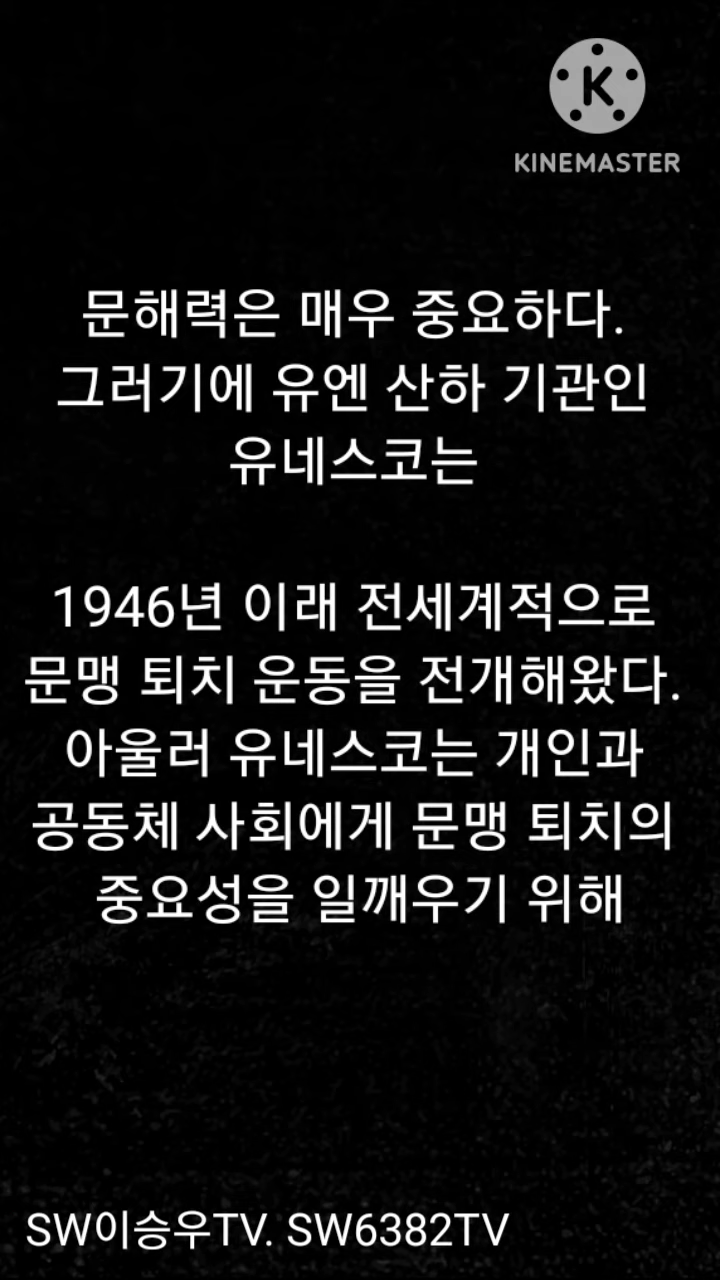 KINEMASTER
문해력은 매우 중요하다.
그러기에 유엔 산하 기관인
유네스코는
1946년 이래 전세계적으로
문맹 퇴치 운동을 전개해왔다.
아울러 유네스코는 개인과
공동체 사회에게 문맹 퇴치의
중요성을 일깨우기 위해
SW이승우TV. SW6382TV